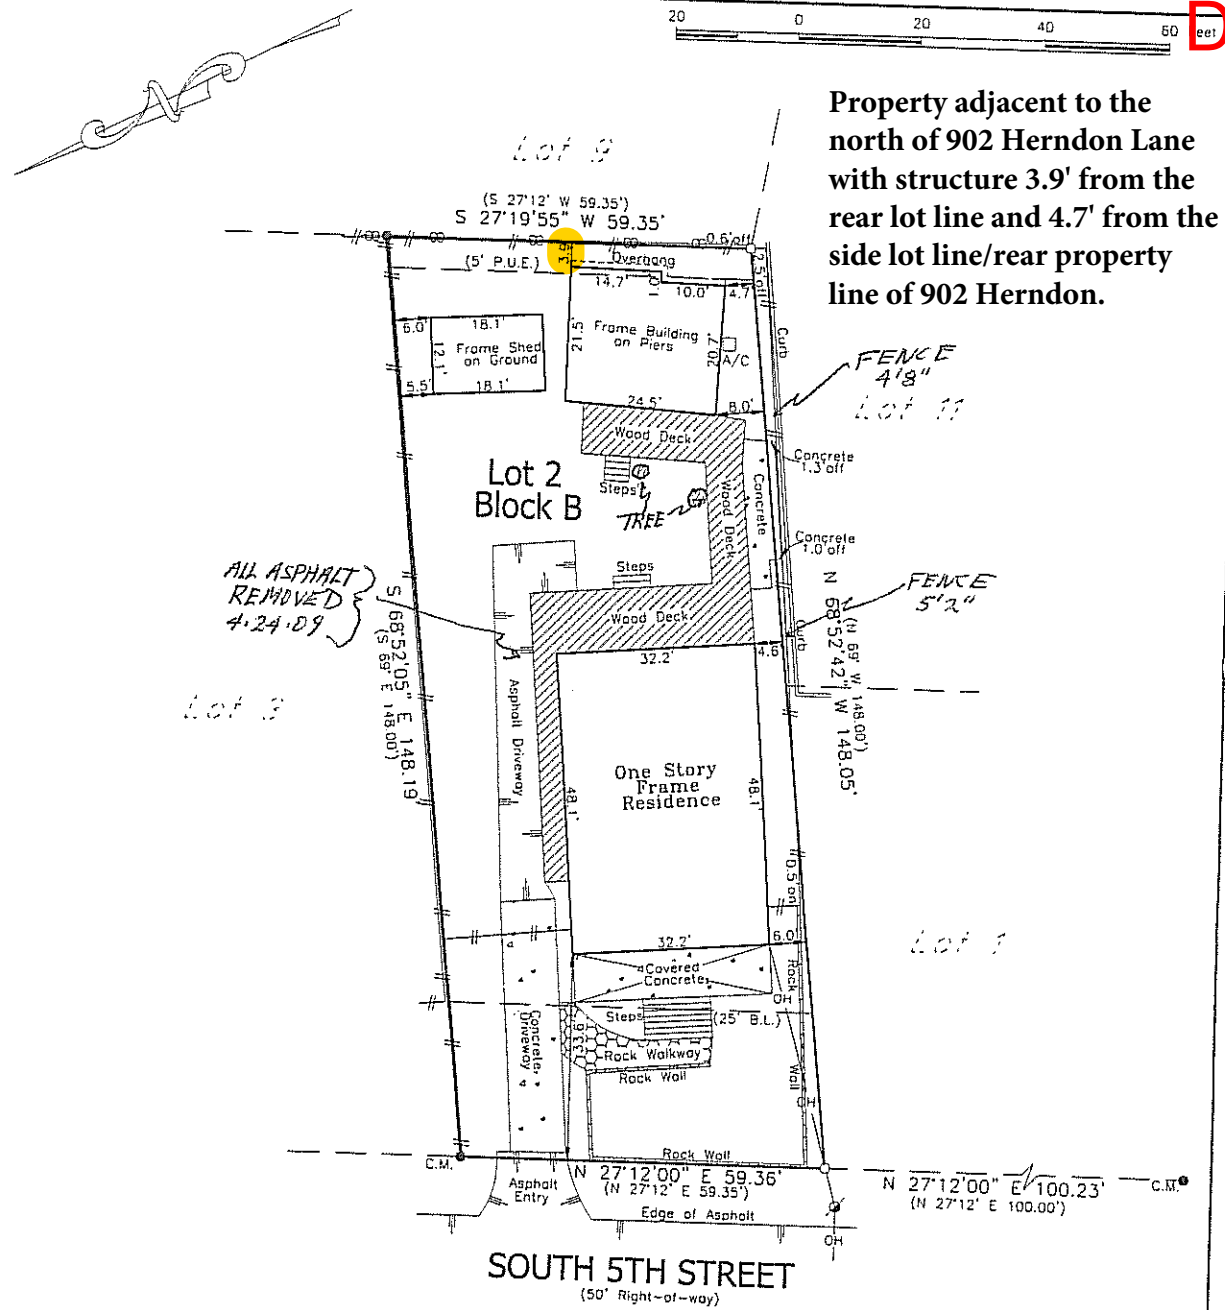 20 0 20 40 60 eet
D
Property adjacent to the
north of 902 Herndon Lane
with structure 3.9' from the
rear lot line and 4.7' from the
side lot line/rear property
line of 902 Herndon.
N
Lot 9
(S 27°12' W 59.35')
S 27°19'55" W 59.35'
0.6' off
3.9'
(5' P.U.E.)
Overhang
2.5' off
14.7'
1.0'
10.0'
4.7'
6.0'
18.1'
12.1'
Frame Shed
on Ground
5.5'
18.1'
21.5'
Frame Building
on Piers
20.7'
A/C
Curb
FENCE
4'8"
Lot 11
24.5'
8.0'
Wood Deck
Concrete
1.3' off
Lot 2
Block B
Steps
TREE
Wood Deck
Concrete
Concrete
1.0' off
ALL ASPHALT
REMOVED
4.24.09
Steps
Wood Deck
FENCE
5'2"
32.2'
4.6'
Curb
S 68°52'05" E 148.19
(S 69° E 148.00')
N 68°52'42" W 148.05'
(N 69° W 148.00')
Lot 3
Asphalt Driveway
One Story
Frame
Residence
48.1'
48.1'
0.5' on
Lot 1
32.2'
6.0'
Covered
Concrete
OH
Rock Wall
Steps
(25' B.L.)
33.6'
Concrete
Driveway
Rock Walkway
Rock Wall
OH
Rock Wall
C.M.
N 27°12'00" E 59.36'
(N 27°12' E 59.35')
N 27°12'00" E 100.23'
(N 27°12' E 100.00')
C.M.
Asphalt
Entry
Edge of Asphalt
OH
SOUTH 5TH STREET
(50' Right-of-way)